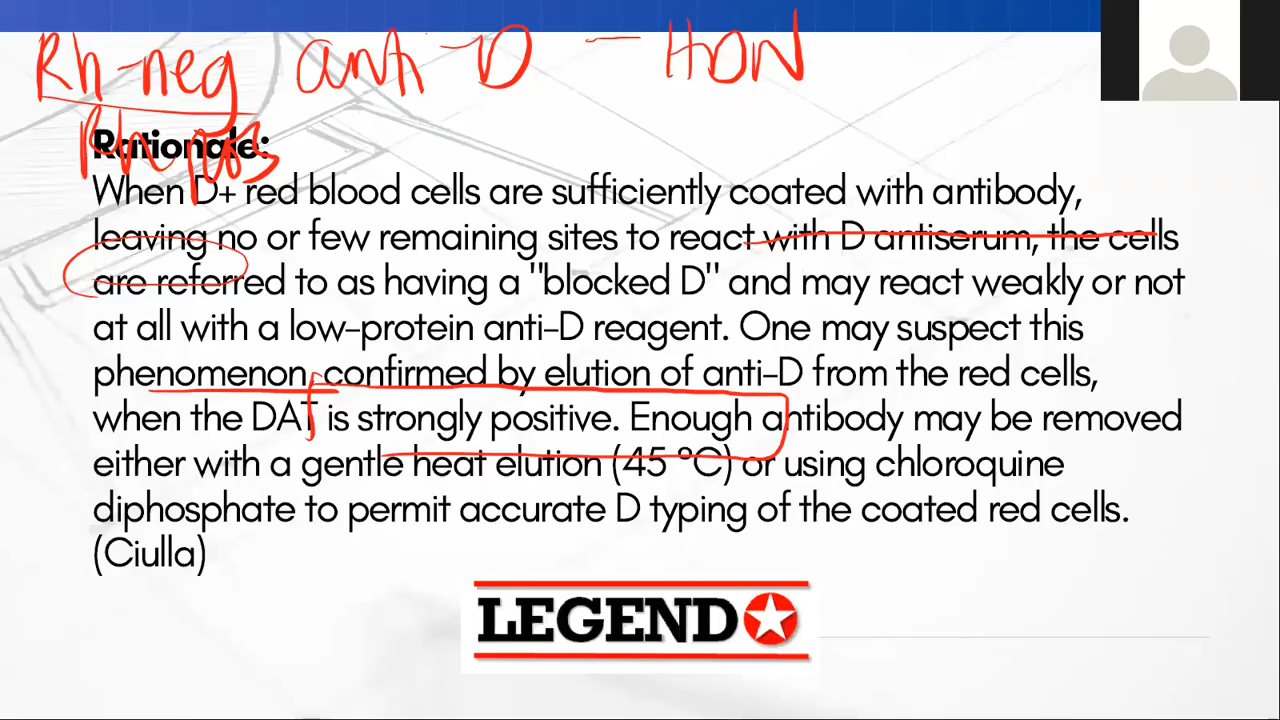 Rh-neg anti-D - HDN
Rh pos
Rationale:
When D+ red blood cells are sufficiently coated with antibody,
leaving no or few remaining sites to react with D antiserum, the cells
are referred to as having a "blocked D" and may react weakly or not
at all with a low-protein anti-D reagent. One may suspect this
phenomenon, confirmed by elution of anti-D from the red cells,
when the DAT is strongly positive. Enough antibody may be removed
either with a gentle heat elution (45 °C) or using chloroquine
diphosphate to permit accurate D typing of the coated red cells.
(Ciulla)
LEGEND